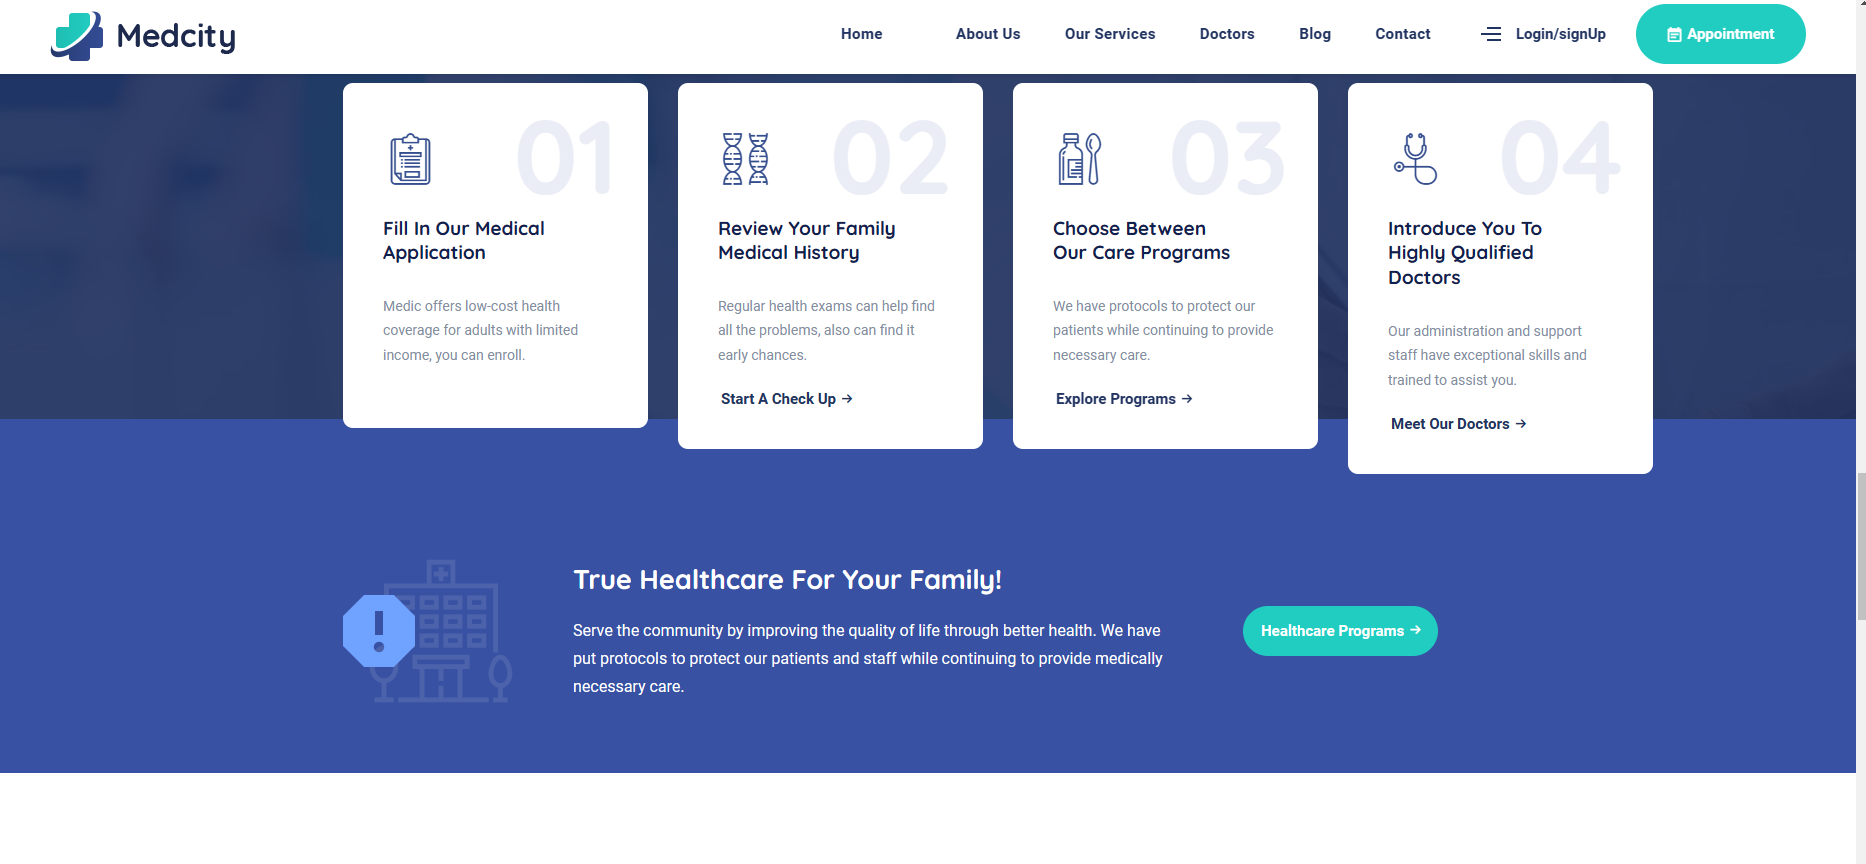 Medcity
Home
About Us
Our Services
Doctors
Blog
Contact
Login/signUp
Appointment
01
Fill In Our Medical
Application
Medic offers low-cost health
coverage for adults with limited
income, you can enroll.
02
Review Your Family
Medical History
Regular health exams can help find
all the problems, also can find it
early chances.
Start A Check Up →
03
Choose Between
Our Care Programs
We have protocols to protect our
patients while continuing to provide
necessary care.
Explore Programs →
04
Introduce You To
Highly Qualified
Doctors
Our administration and support
staff have exceptional skills and
trained to assist you.
Meet Our Doctors →
True Healthcare For Your Family!
Serve the community by improving the quality of life through better health. We have
put protocols to protect our patients and staff while continuing to provide medically
necessary care.
Healthcare Programs →